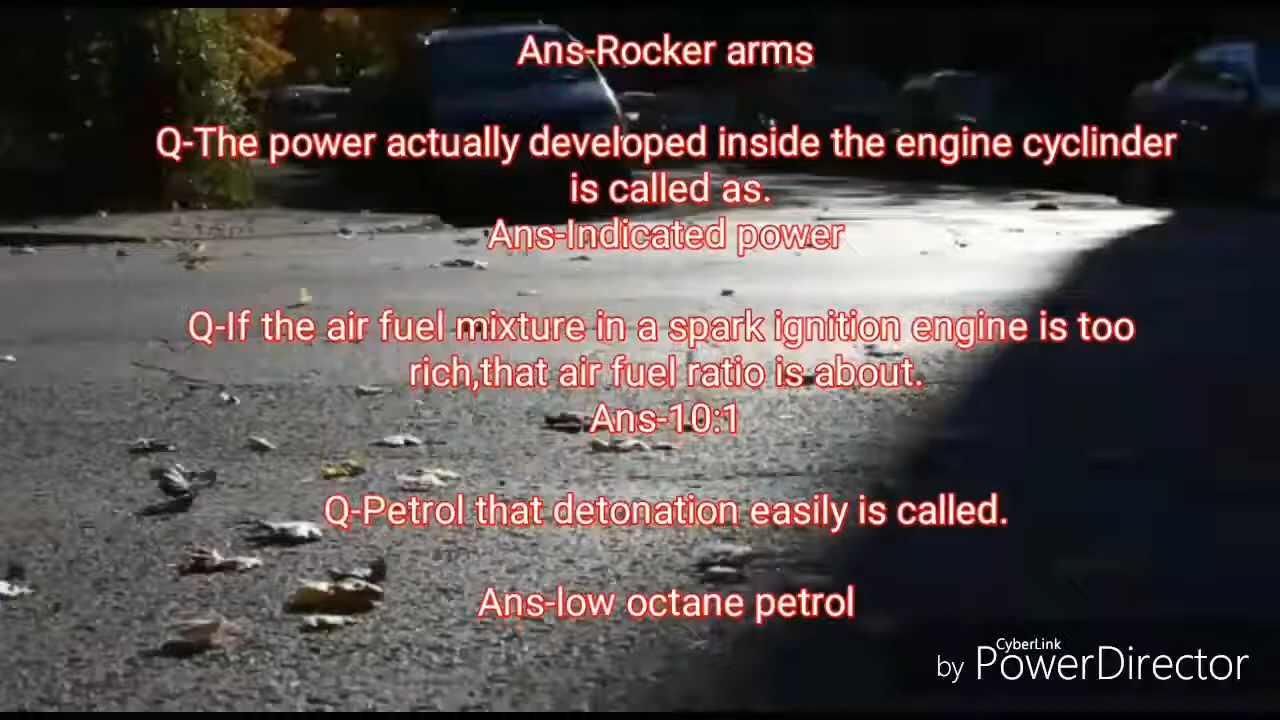 Ans-Rocker arms
Q-The power actually developed inside the engine cyclinder
is called as.
Ans-Indicated power
Q-If the air fuel mixture in a spark ignition engine is too
rich,that air fuel ratio is about.
Ans-10:1
Q-Petrol that detonation easily is called.
Ans-low octane petrol
CyberLink
by PowerDirector